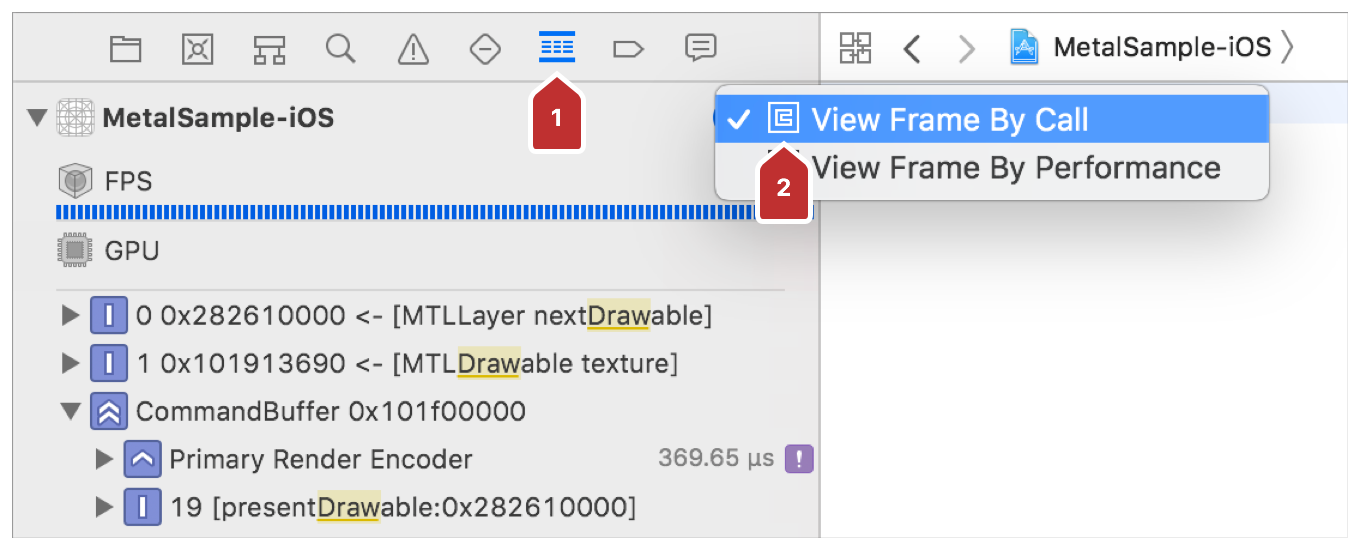 MetalSample-iOS
MetalSample-iOS
1
View Frame By Call
View Frame By Performance
2
FPS
GPU
0 0x282610000 <- [MTLLayer nextDrawable]
1 0x101913690 <- [MTLDrawable texture]
CommandBuffer 0x101f00000
Primary Render Encoder 369.65 µs
19 [presentDrawable:0x282610000]